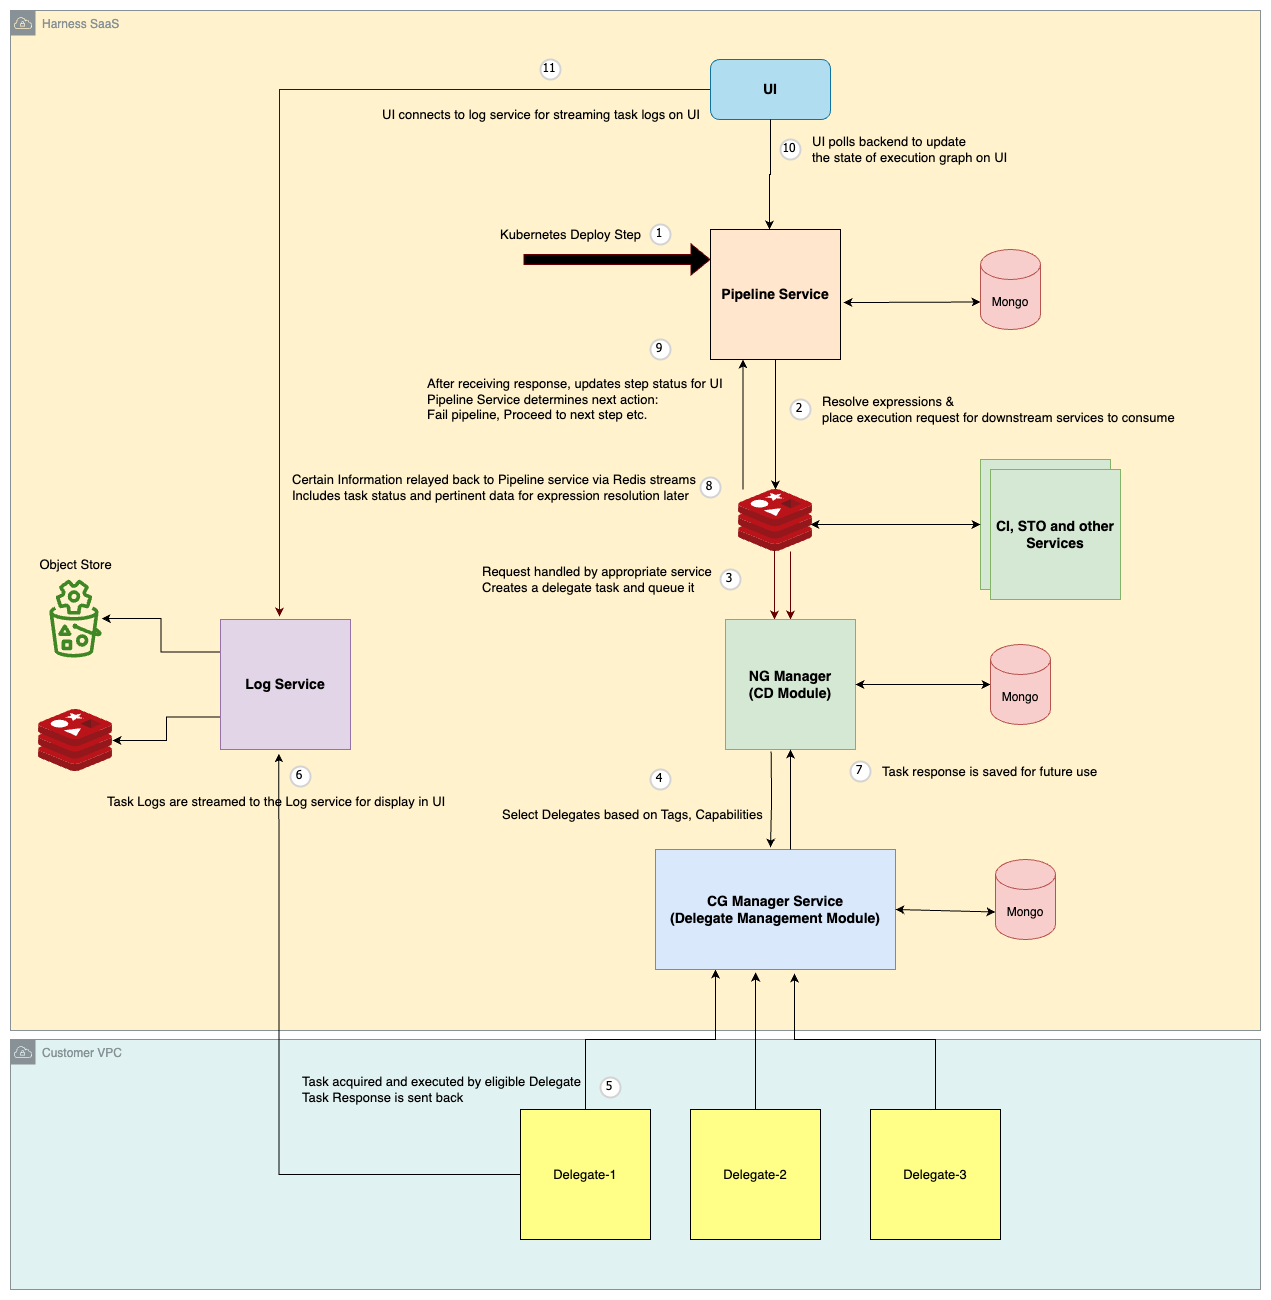 Harness SaaS
11
UI
UI connects to log service for streaming task logs on UI
10
UI polls backend to update
the state of execution graph on UI
Kubernetes Deploy Step
1
Pipeline Service
Mongo
9
After receiving response, updates step status for UI
Pipeline Service determines next action:
Fail pipeline, Proceed to next step etc.
2
Resolve expressions &
place execution request for downstream services to consume
Certain Information relayed back to Pipeline service via Redis streams
Includes task status and pertinent data for expression resolution later
8
CI, STO and other
Services
Object Store
Request handled by appropriate service
Creates a delegate task and queue it
3
Log Service
NG Manager
(CD Module)
Mongo
6
Task Logs are streamed to the Log service for display in UI
4
Select Delegates based on Tags, Capabilities
7
Task response is saved for future use
CG Manager Service
(Delegate Management Module)
Mongo
Customer VPC
Task acquired and executed by eligible Delegate
Task Response is sent back
5
Delegate-1
Delegate-2
Delegate-3